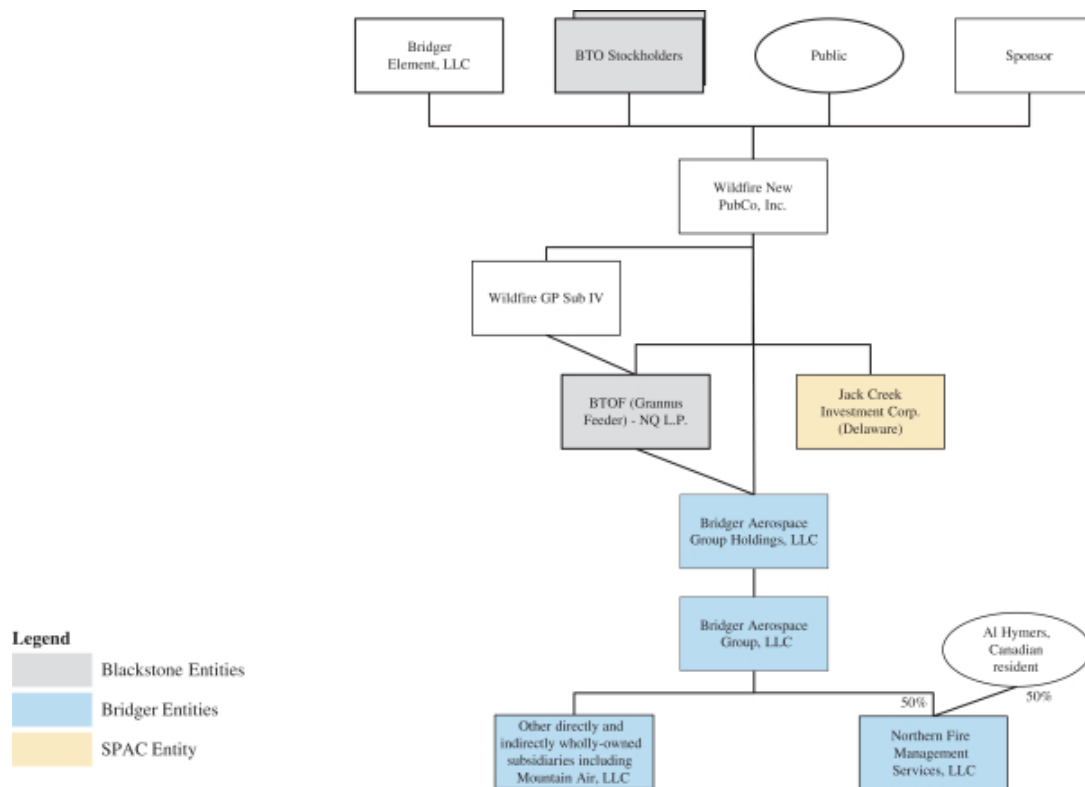 Bridger
Element, LLC
BTO Stockholders
Public
Sponsor
Wildfire New
PubCo, Inc.
Wildfire GP Sub IV
BTOF (Grannus
Feeder) - NQ L.P.
Jack Creek
Investment Corp.
(Delaware)
Bridger Aerospace
Group Holdings, LLC
Bridger Aerospace
Group, LLC
Al Hymers,
Canadian
resident
50%
50%
Other directly and
indirectly wholly-owned
subsidiaries including
Mountain Air, LLC
Northern Fire
Management
Services, LLC
Legend
Blackstone Entities
Bridger Entities
SPAC Entity